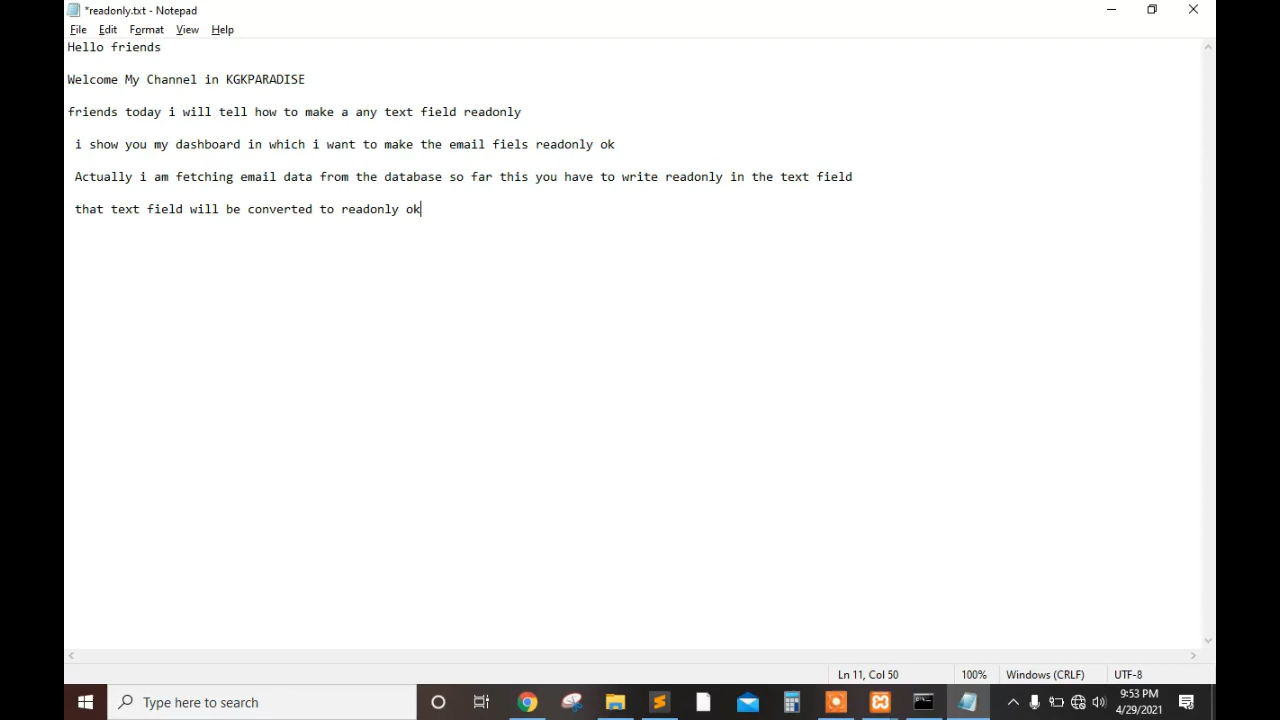 *readonly.txt - Notepad
File Edit Format View Help
Hello friends
Welcome My Channel in KGKPARADISE
friends today i will tell how to make a any text field readonly
i show you my dashboard in which i want to make the email fiels readonly ok
Actually i am fetching email data from the database so far this you have to write readonly in the text field
that text field will be converted to readonly ok
Ln 11, Col 50 100% Windows (CRLF) UTF-8
Type here to search
9:53 PM
4/29/2021